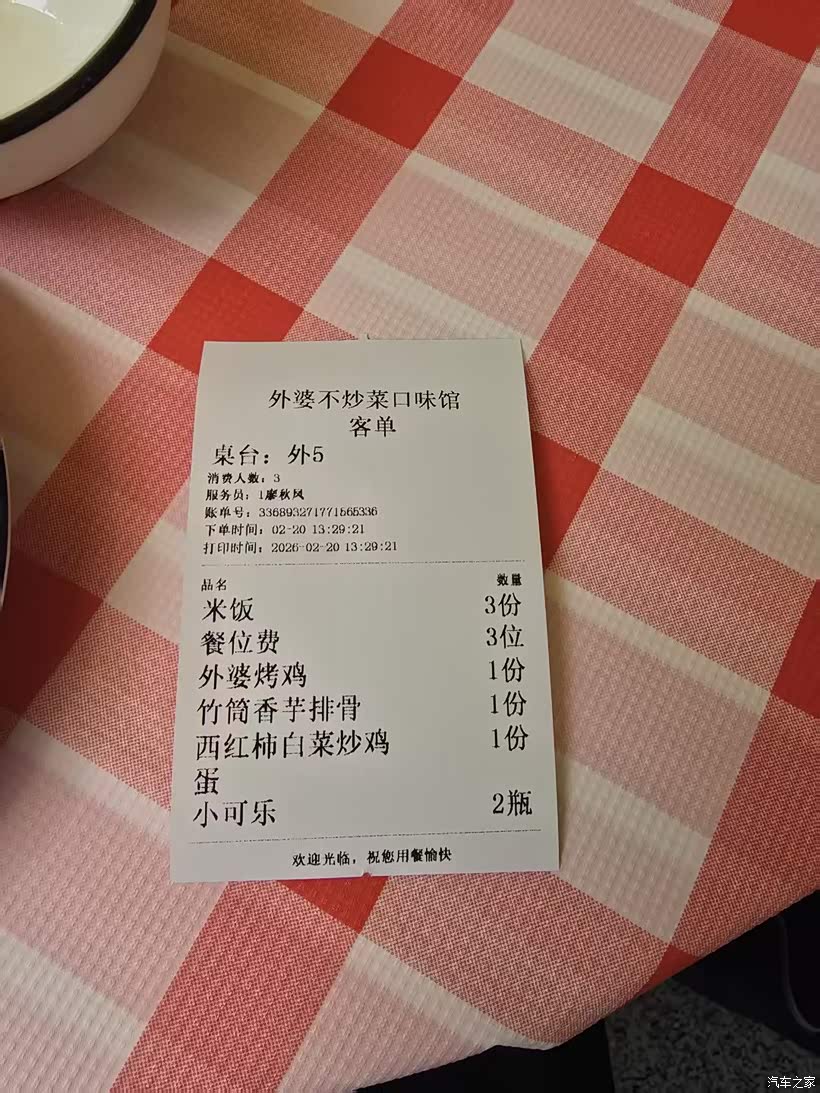 外婆不炒菜口味馆
客单
桌台：外5
消费人数：3
服务员：1廖秋凤
账单号：336893271771565336
下单时间：02-20 13:29:21
打印时间：2026-02-20 13:29:21
品名 数量
米饭 3份
餐位费 3位
外婆烤鸡 1份
竹筒香芋排骨 1份
西红柿白菜炒鸡 1份
蛋
小可乐 2瓶
欢迎光临，祝您用餐愉快
汽车之家